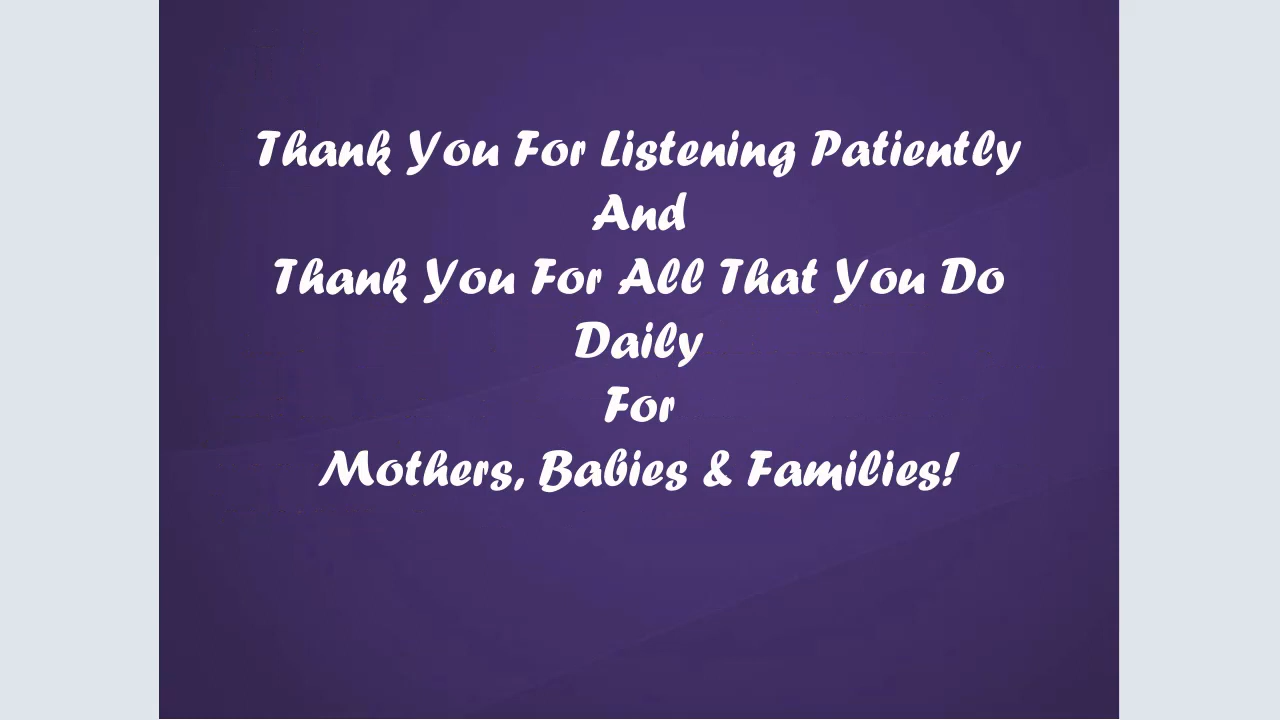 Thank You For Listening Patiently
And
Thank You For All That You Do
Daily
For
Mothers, Babies & Families!